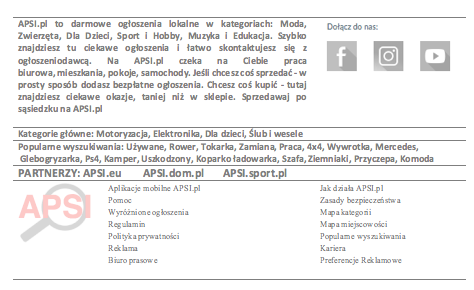 APSI.pl to darmowe ogłoszenia lokalne w kategoriach: Moda,
Zwierzęta, Dla Dzieci, Sport i Hobby, Muzyka i Edukacja. Szybko
znajdziesz tu ciekawe ogłoszenia i łatwo skontaktujesz się z
ogłoszeniodawcą. Na APSI.pl czeka na Ciebie praca
biurowa, mieszkania, pokoje, samochody. Jeśli chcesz coś sprzedać - w
prosty sposób dodasz bezpłatne ogłoszenia. Chcesz coś kupić - tutaj
znajdziesz ciekawe okazje, taniej niż w sklepie. Sprzedawaj po
sąsiedzku na APSI.pl
Dołącz do nas:
Kategorie główne: Motoryzacja, Elektronika, Dla dzieci, Ślub i wesele
Popularne wyszukiwania: Używane, Rower, Tokarka, Zamiana, Praca, 4x4, Wywrotka, Mercedes,
Glebogryzarka, Ps4, Kamper, Uszkodzony, Koparko ładowarka, Szafa, Ziemniaki, Przyczepa, Komoda
PARTNERZY: APSI.eu APSI.dom.pl APSI.sport.pl
APSI
Aplikacje mobilne APSI.pl
Pomoc
Wyróżnione ogłoszenia
Regulamin
Polityka prywatności
Reklama
Biuro prasowe
Jak działa APSI.pl
Zasady bezpieczeństwa
Mapa kategorii
Mapa miejscowości
Popularne wyszukiwania
Kariera
Preferencje Reklamowe